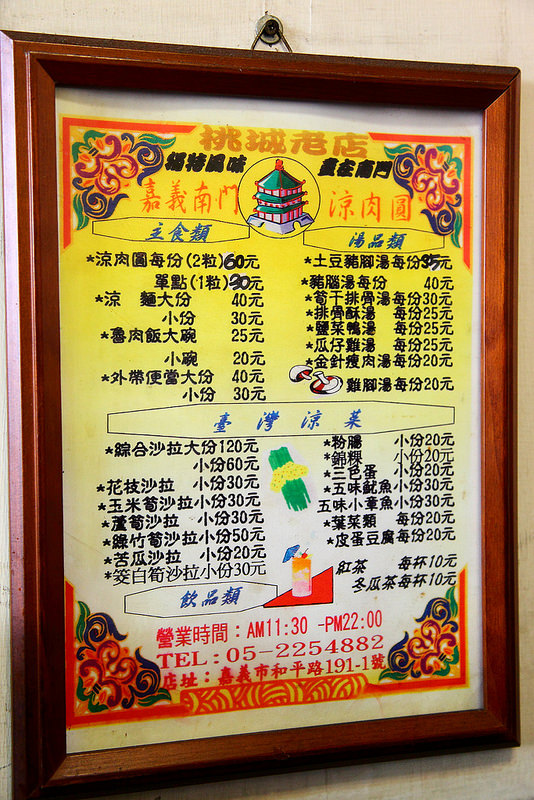 桃城老店
獨特風味
盡在南門
嘉義南門
涼肉圓
主食類
*涼肉圓每份(2粒)60元
單點(1粒)30元
*涼 麵大份 40元
小份 30元
*魯肉飯大碗 25元
小碗 20元
*外帶便當大份 40元
小份 30元
湯品類
*土豆豬腳湯每份35元
*豬腦湯每份 40元
*筍干排骨湯每份30元
*排骨酥湯 每份25元
*鹽菜鴨湯 每份25元
*瓜仔雞湯 每份25元
*金針瘦肉湯每份20元
雞腳湯每份20元
臺灣涼菜
*綜合沙拉大份120元
小份60元
*花枝沙拉 小份30元
*玉米筍沙拉小份30元
*蘆筍沙拉 小份30元
*綠竹筍沙拉小份50元
*苦瓜沙拉 小份20元
*筊白筍沙拉小份30元
*粉腸 小份20元
*錦粿 小份20元
*三色蛋 小份20元
*五味魷魚小份30元
五味小章魚小份30元
*葉菜類 每份20元
*皮蛋豆腐每份20元
飲品類
紅茶 每杯10元
冬瓜茶每杯10元
營業時間：AM11:30 -PM22:00
TEL:05-2254882
店址：嘉義市和平路191-1號